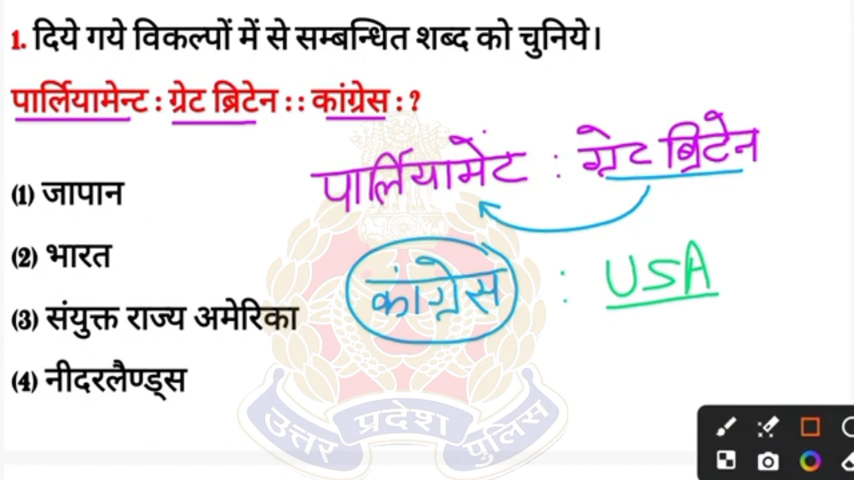 1. दिये गये विकल्पों में से सम्बन्धित शब्द को चुनिये।
पार्लियामेन्ट : ग्रेट ब्रिटेन : : कांग्रेस : ?
पार्लियामेंट : ग्रेट ब्रिटेन
(1) जापान
(2) भारत
कांग्रेस : USA
(3) संयुक्त राज्य अमेरिका
(4) नीदरलैण्ड्स
उत्तर प्रदेश पुलिस